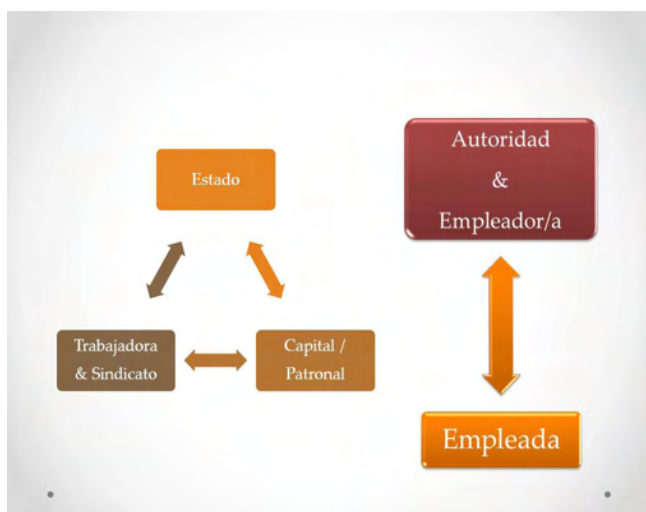 Estado
Trabajadora
& Sindicato
Capital /
Patronal
Autoridad
&
Empleador/a
Empleada